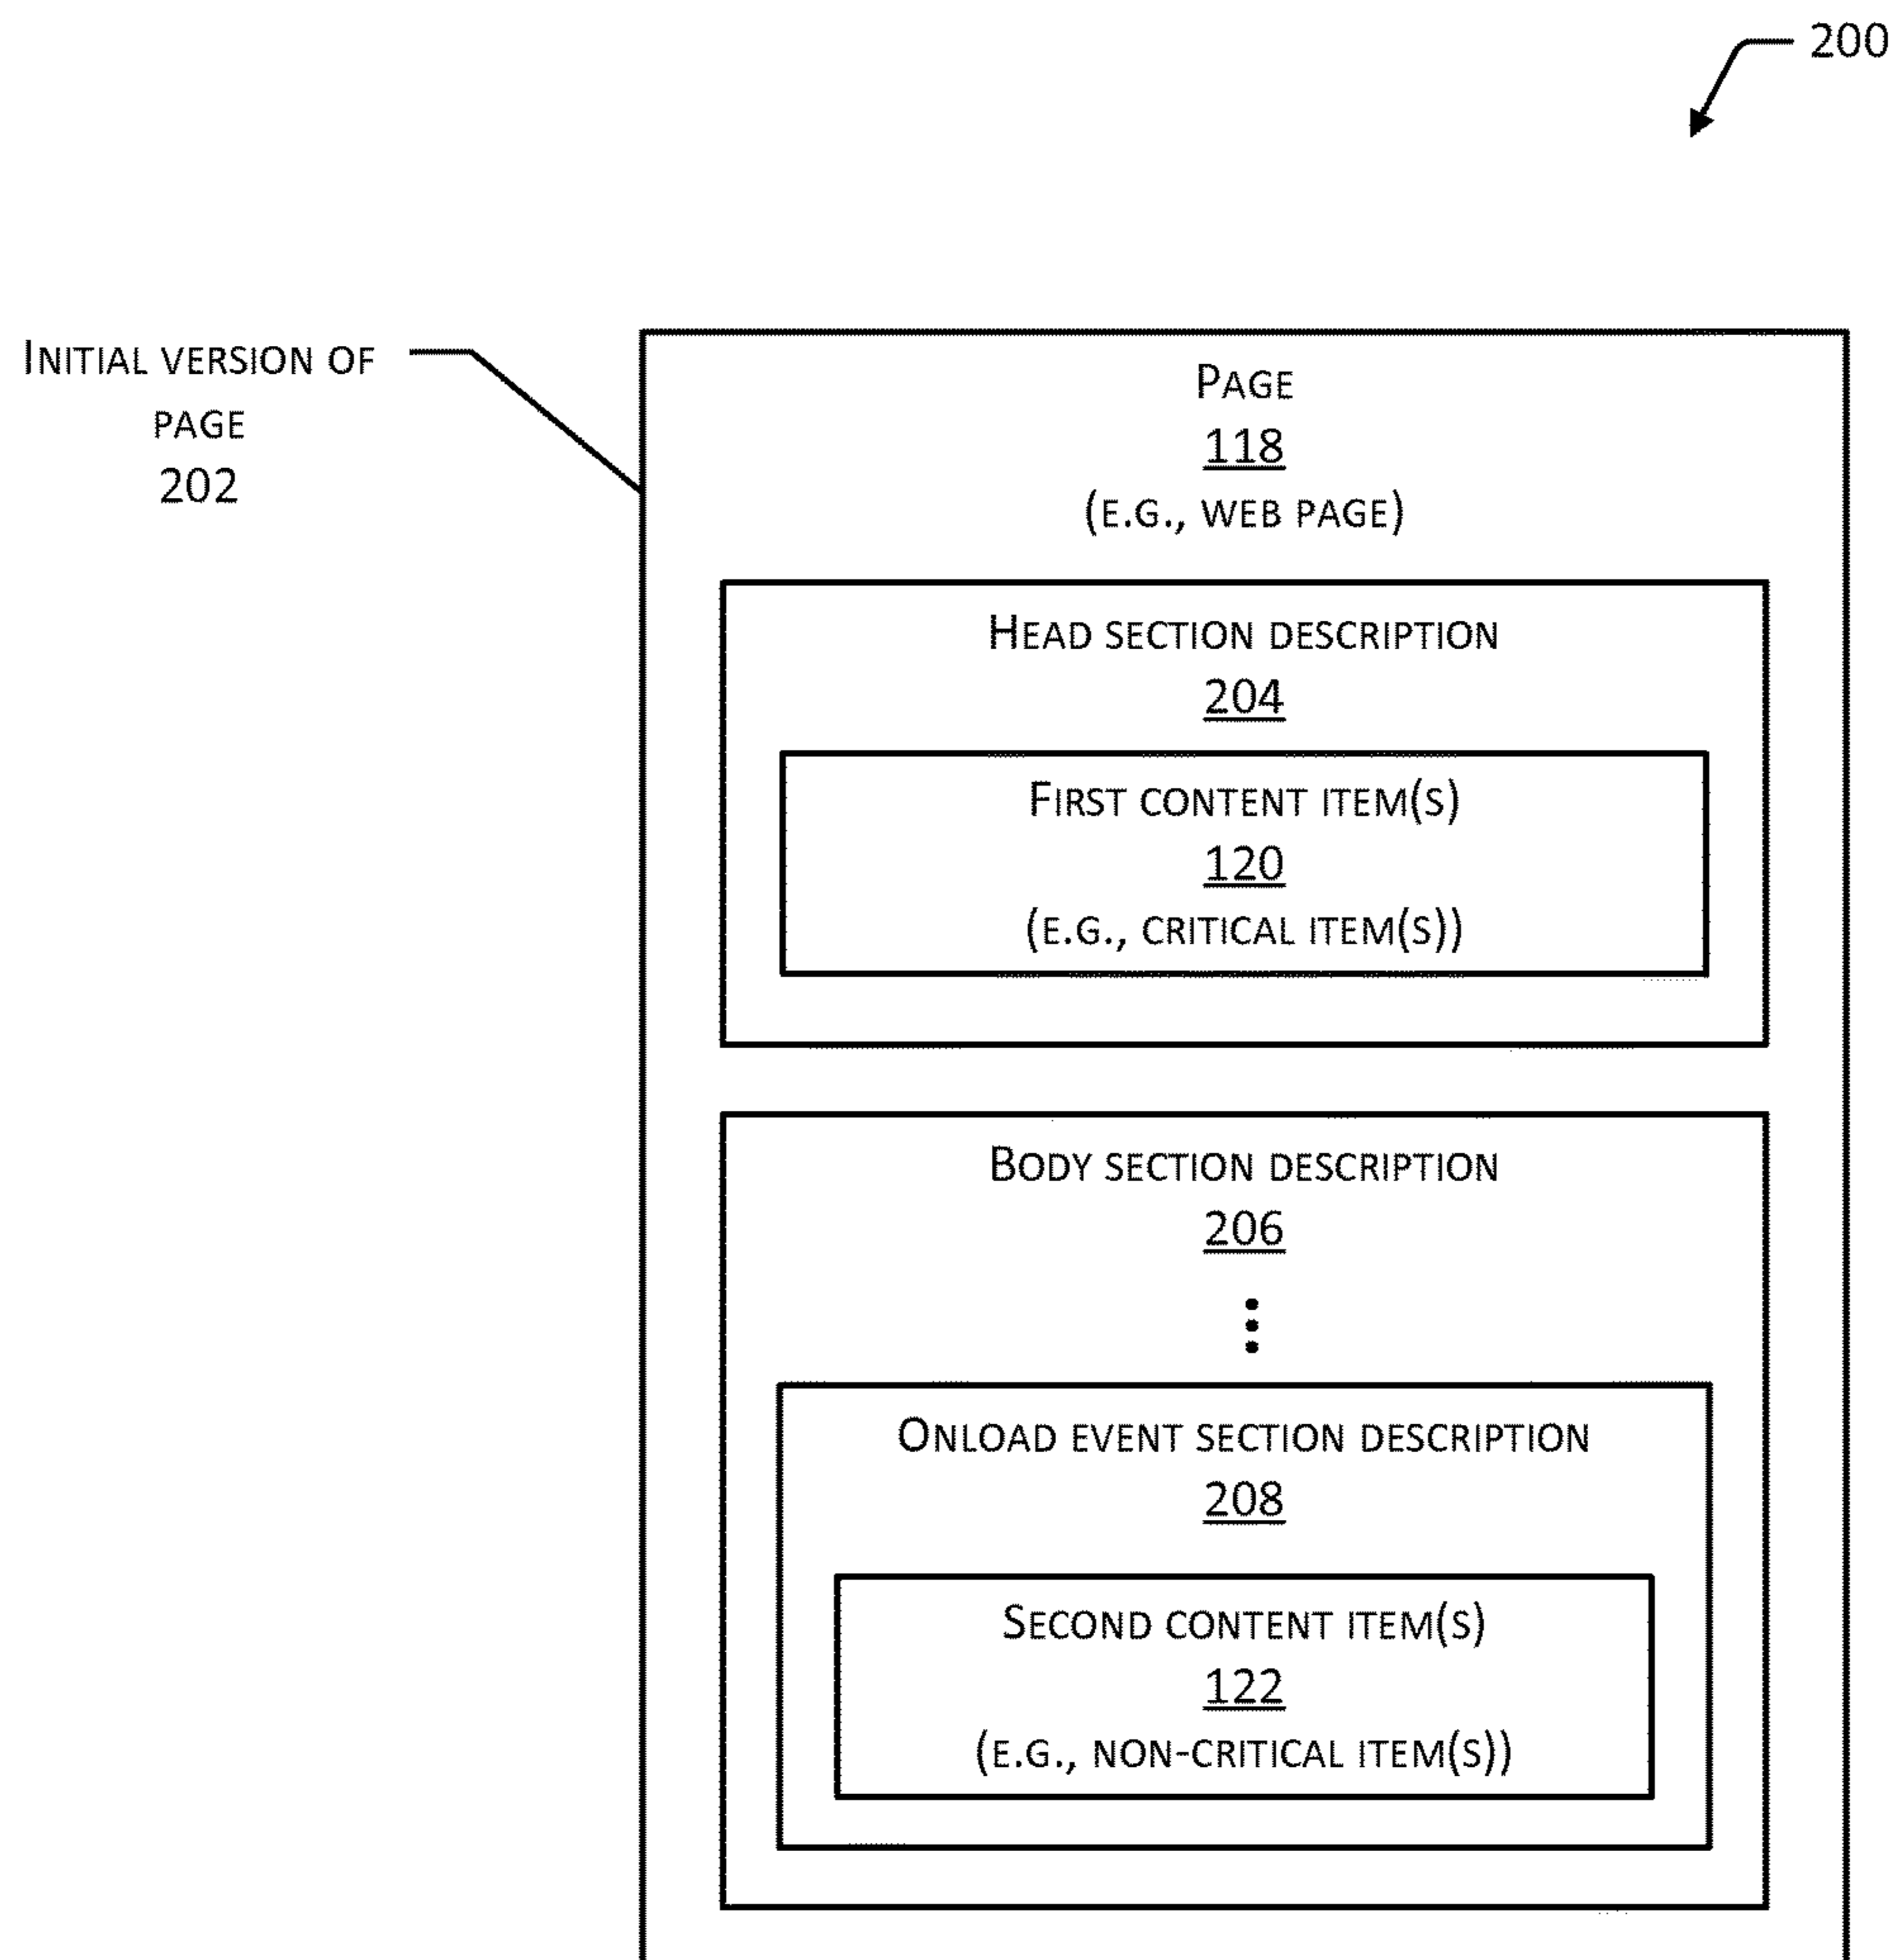 200
Initial version of
page
202
Page
118
(e.g., web page)
Head section description
204
First content item(s)
120
(e.g., critical item(s))
Body section description
206
Onload event section description
208
Second content item(s)
122
(e.g., non-critical item(s))